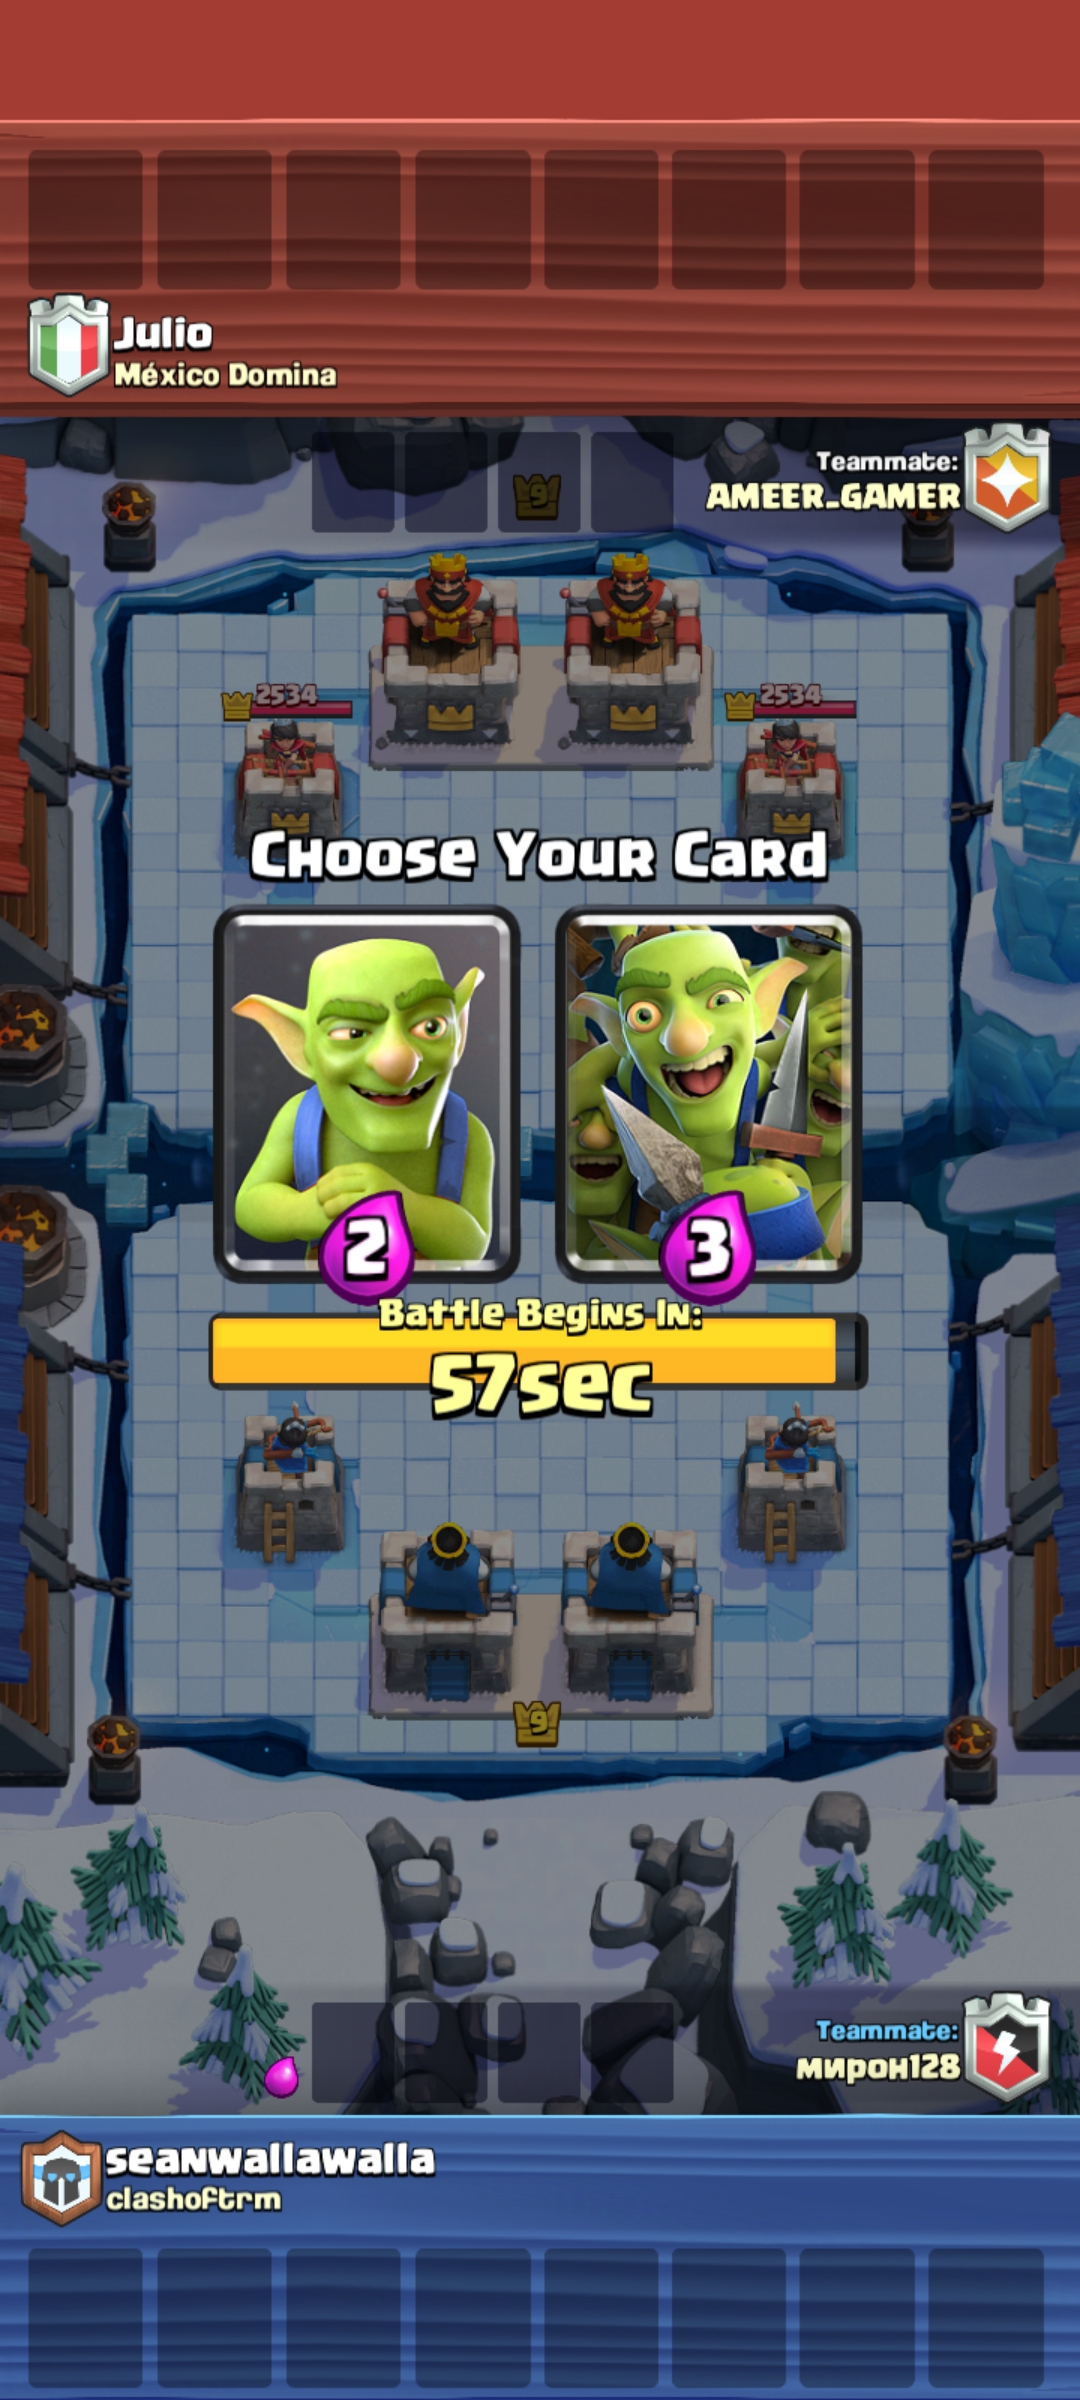 Julio
México Domina
Teammate:
AMEER_GAMER
9
2534
2534
Choose Your Card
2
3
Battle Begins In:
57sec
9
Teammate:
мирон128
seanwallawalla
clashoftrm